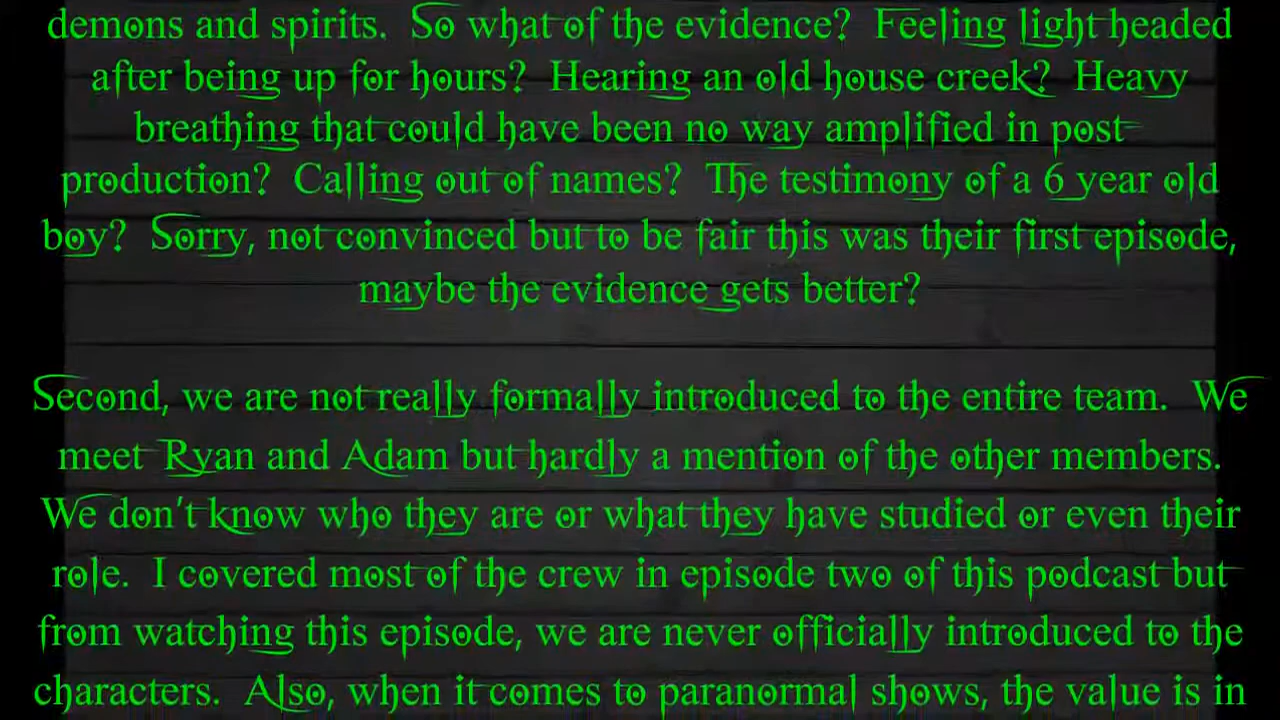 demons and spirits.  So what of the evidence?  Feeling light headed
after being up for hours?  Hearing an old house creek?  Heavy
breathing that could have been no way amplified in post-
production?  Calling out of names?  The testimony of a 6 year old
boy?  Sorry, not convinced but to be fair this was their first episode,
maybe the evidence gets better?
Second, we are not really formally introduced to the entire team.  We
meet Ryan and Adam but hardly a mention of the other members.
We don't know who they are or what they have studied or even their
role.  I covered most of the crew in episode two of this podcast but
from watching this episode, we are never officially introduced to the
characters.  Also, when it comes to paranormal shows, the value is in